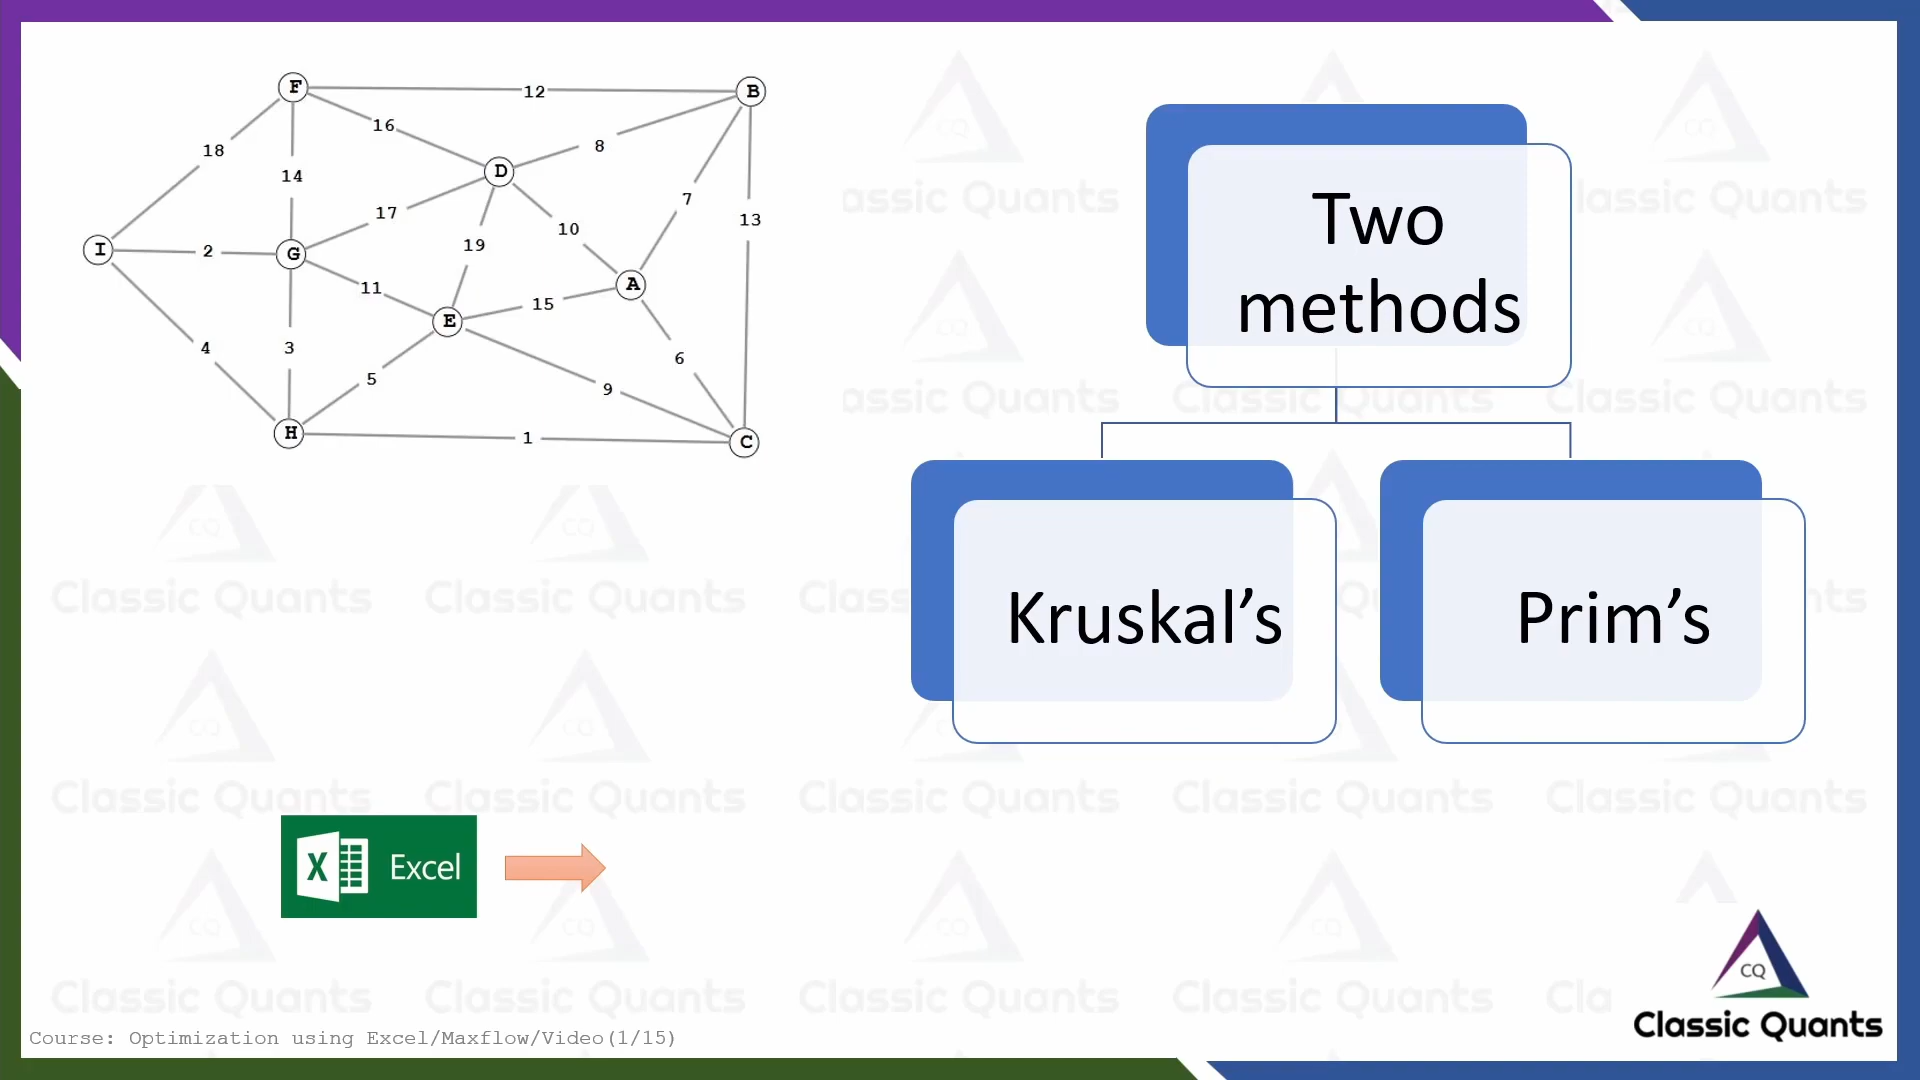 F
12
B
16
8
18
D
14
7
17
10
13
19
I
2
G
11
A
15
E
4
3
6
5
9
H
1
C
Two
methods
Kruskal’s
Prim’s
X
Excel
CQ
Classic Quants
Course: Optimization using Excel/Maxflow/Video(1/15)